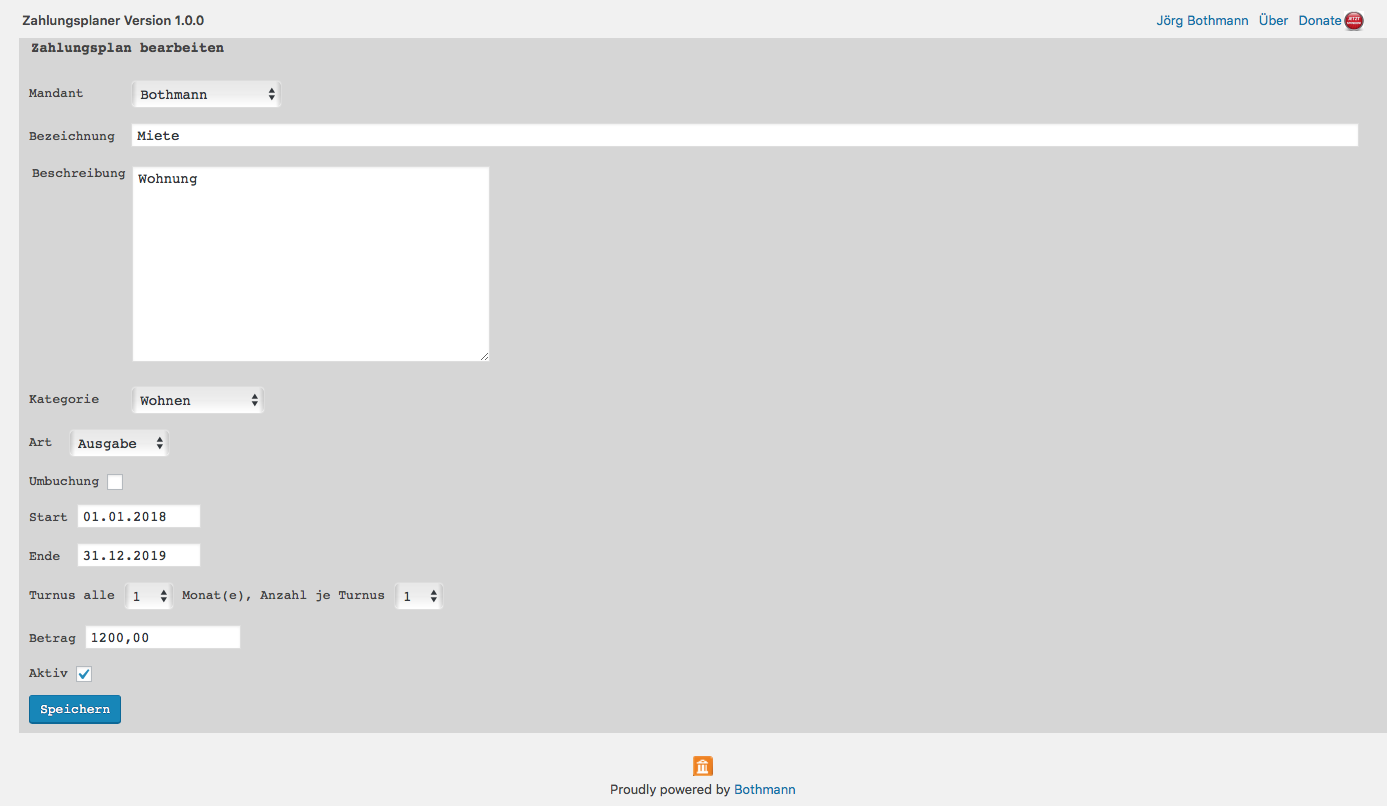 Zahlungsplaner Version 1.0.0
Jörg Bothmann Über Donate
Zahlungsplan bearbeiten
Mandant Bothmann
Bezeichnung Miete
Beschreibung Wohnung
Kategorie Wohnen
Art Ausgabe
Umbuchung
Start 01.01.2018
Ende 31.12.2019
Turnus alle 1 Monat(e), Anzahl je Turnus 1
Betrag 1200,00
Aktiv
Speichern
Proudly powered by Bothmann